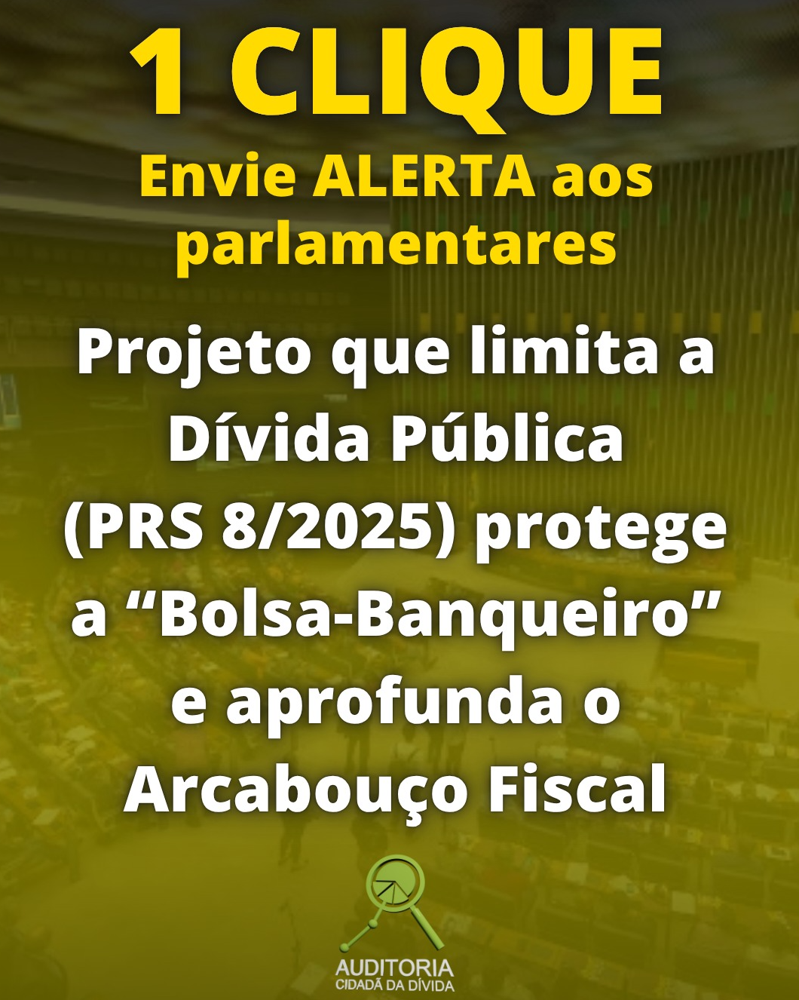 1 CLIQUE
Envie ALERTA aos
parlamentares
Projeto que limita a
Dívida Pública
(PRS 8/2025) protege
a “Bolsa-Banqueiro”
e aprofunda o
Arcabouço Fiscal
AUDITORIA
CIDADÃ DA DÍVIDA